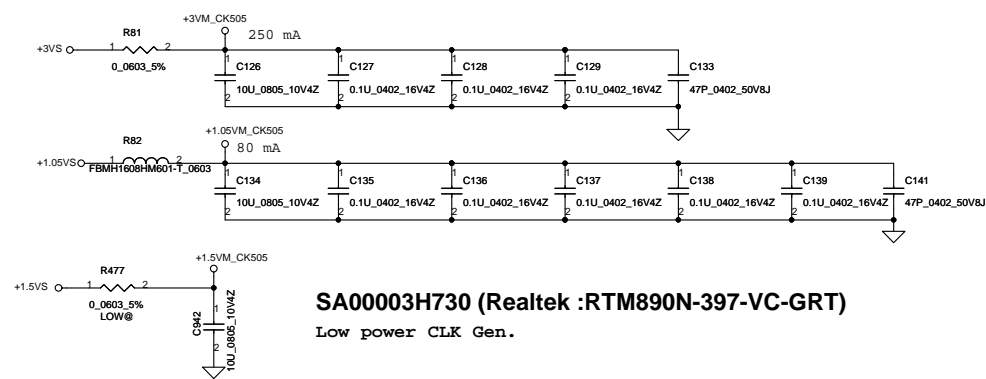 +3VM_CK505
R81
250 mA
+3VS
1 2
0_0603_5%
1 C126 1 C127 1 C128 1 C129 C133
10U_0805_10V4Z 0.1U_0402_16V4Z 0.1U_0402_16V4Z 0.1U_0402_16V4Z 47P_0402_50V8J
2 2 2 2
+1.05VM_CK505
R82
80 mA
+1.05VS
1 2
FBMH1608HM601-T_0603
1 C134 1 C135 1 C136 1 C137 1 C138 1 C139 C141
10U_0805_10V4Z 0.1U_0402_16V4Z 0.1U_0402_16V4Z 0.1U_0402_16V4Z 0.1U_0402_16V4Z 0.1U_0402_16V4Z 47P_0402_50V8J
2 2 2 2 2 2
+1.5VM_CK505
R477
+1.5VS
1 2
0_0603_5%
LOW@
1
C942
2
10U_0805_10V4Z
SA00003H730 (Realtek :RTM890N-397-VC-GRT)
Low power CLK Gen.